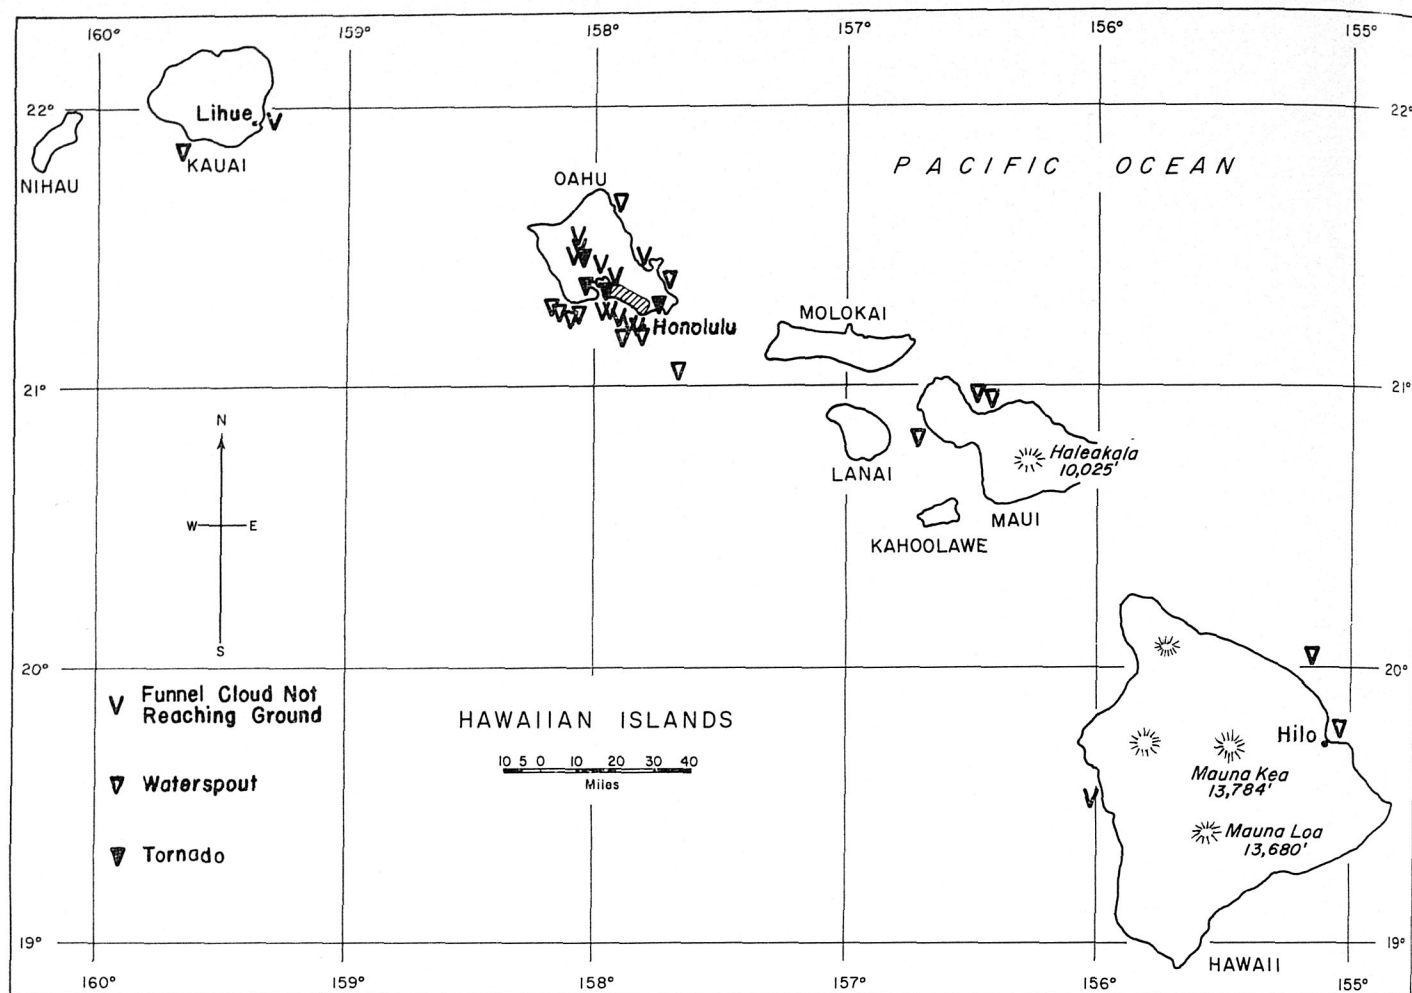 160° 159° 158° 157° 156° 155°
22° 22°
Lihue
KAUAI
NIHAU
OAHU
PACIFIC OCEAN
Honolulu
MOLOKAI
21° 21°
N
W E
S
LANAI
Haleakala
10,025'
MAUI
KAHOOLAWE
20° 20°
V Funnel Cloud Not
Reaching Ground
Waterspout
Tornado
HAWAIIAN ISLANDS
10 5 0 10 20 30 40
Miles
Hilo
Mauna Kea
13,784'
Mauna Loa
13,680'
19° 19°
HAWAII
160° 159° 158° 157° 156° 155°